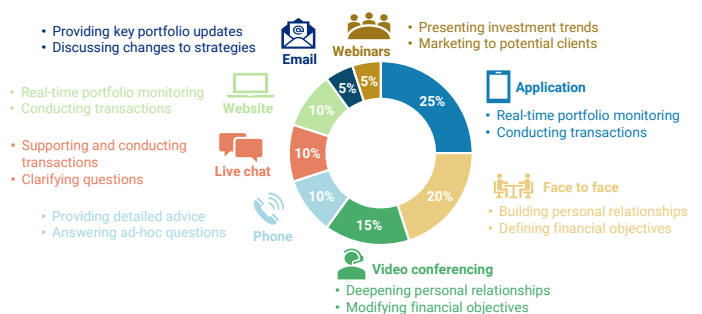 • Providing key portfolio updates
• Discussing changes to strategies
Email
Webinars
• Presenting investment trends
• Marketing to potential clients
Application
• Real-time portfolio monitoring
• Conducting transactions
Face to face
• Building personal relationships
• Defining financial objectives
Video conferencing
• Deepening personal relationships
• Modifying financial objectives
Phone
• Providing detailed advice
• Answering ad-hoc questions
Live chat
• Supporting and conducting
transactions
• Clarifying questions
Website
• Real-time portfolio monitoring
• Conducting transactions
25%
20%
15%
10%
10%
10%
5%
5%